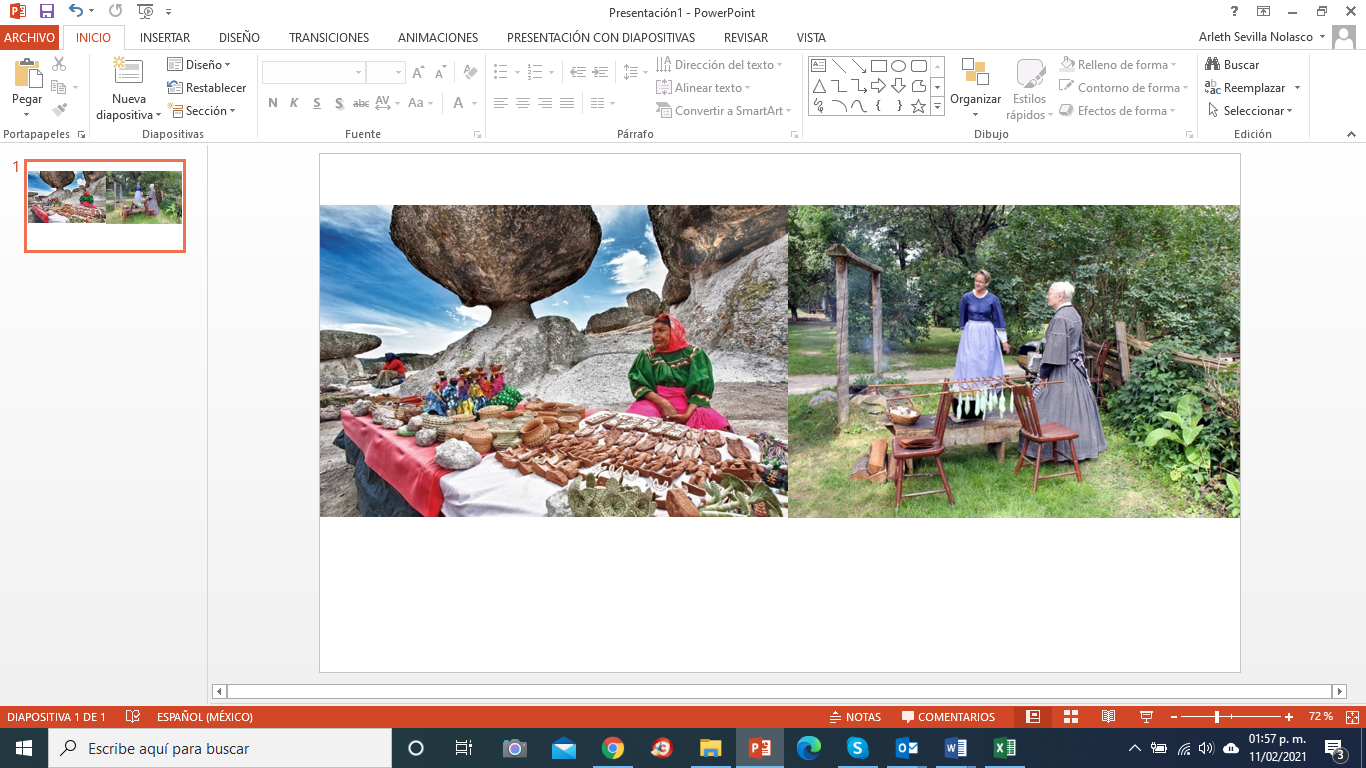 Presentación1 - PowerPoint
ARCHIVO INICIO INSERTAR DISEÑO TRANSICIONES ANIMACIONES PRESENTACIÓN CON DIAPOSITIVAS REVISAR VISTA Arleth Sevilla Nolasco
Pegar
Portapapeles
Nueva
diapositiva
Diseño
Restablecer
Sección
Diapositivas
N K S S abc AV Aa A
Fuente
Dirección del texto
Alinear texto
Convertir a SmartArt
Párrafo
Organizar
Estilos
rápidos
Relleno de forma
Contorno de forma
Efectos de forma
Dibujo
Buscar
Reemplazar
Seleccionar
Edición
1
DIAPOSITIVA 1 DE 1 ESPAÑOL (MÉXICO) NOTAS COMENTARIOS 72 %
Escribe aquí para buscar
01:57 p. m.
11/02/2021
3